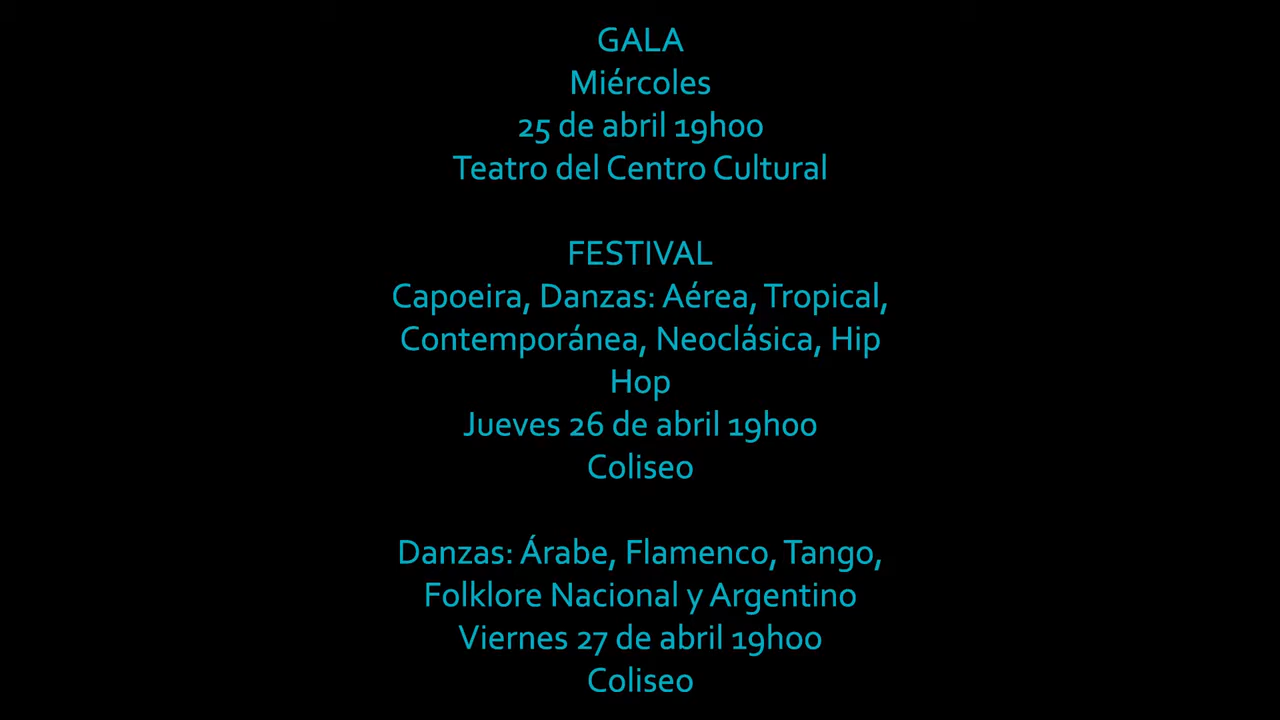 GALA
Miércoles
25 de abril 19h00
Teatro del Centro Cultural
FESTIVAL
Capoeira, Danzas: Aérea, Tropical,
Contemporánea, Neoclásica, Hip
Hop
Jueves 26 de abril 19h00
Coliseo
Danzas: Árabe, Flamenco, Tango,
Folklore Nacional y Argentino
Viernes 27 de abril 19h00
Coliseo